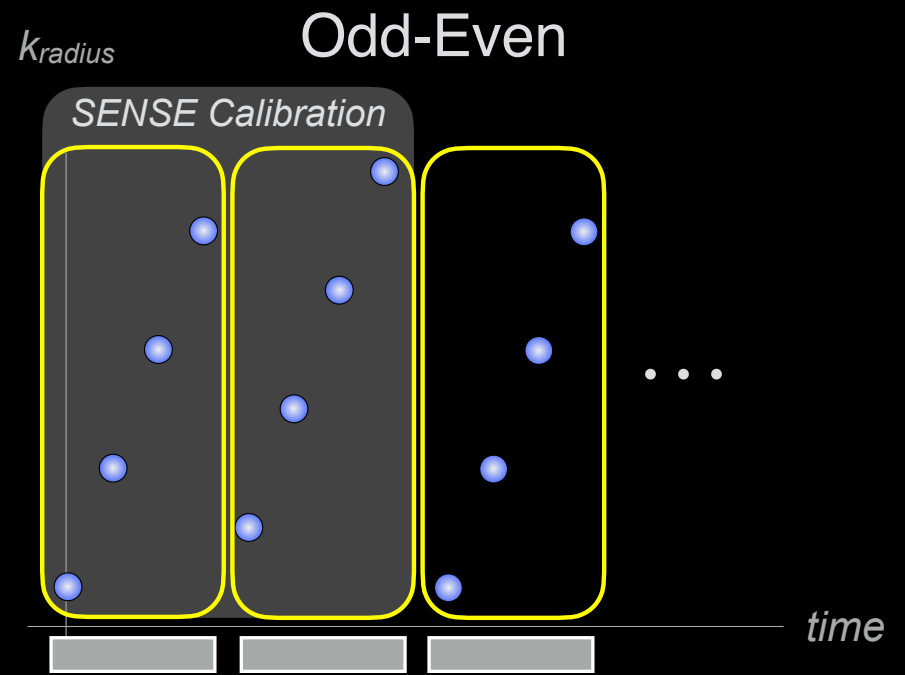 Odd-Even
kradius
SENSE Calibration
. . .
time